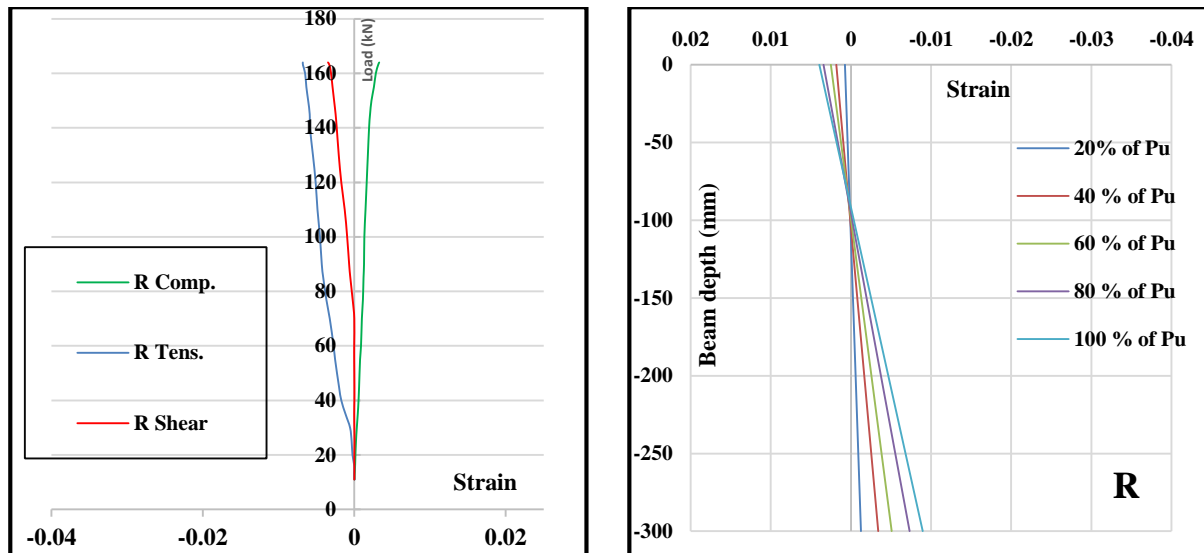 180
160
140
120
100
80
60
40
20
0
Load (kN)
R Comp.
R Tens.
R Shear
Strain
-0.04
-0.02
0
0.02
0.02
0.01
0
-0.01
-0.02
-0.03
-0.04
0
-50
-100
-150
-200
-250
-300
Strain
Beam depth (mm)
20% of Pu
40 % of Pu
60 % of Pu
80 % of Pu
100 % of Pu
R